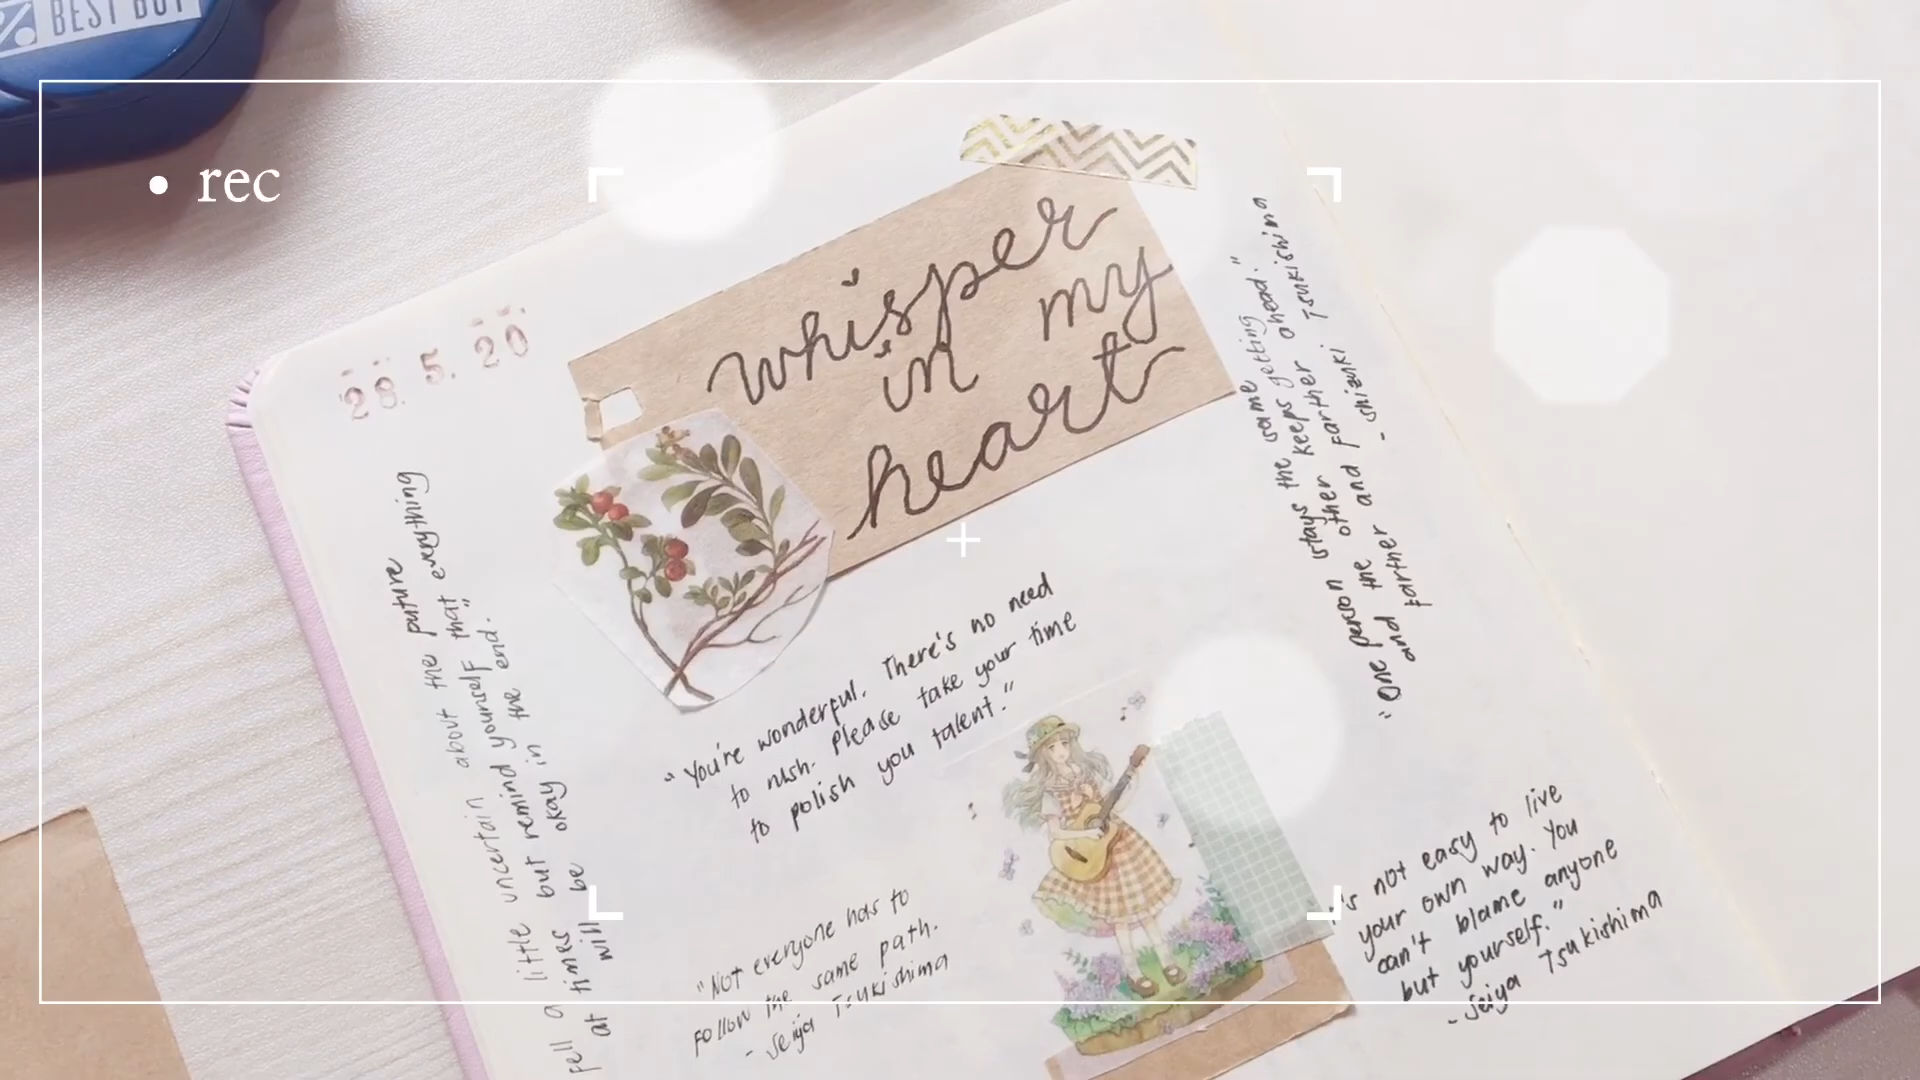 BEST BUY
rec
28.5.20
whisper
in my
heart
fell a little uncertain about the future
at times but remind yourself "that everything
will be okay in the end.
"You're wonderful. There's no need
to rush. Please take your time
to polish you talent."
"Not everyone has to
follow the same path.
- Seiya Tsukishima
"One person stays the same
and the other keeps getting
farther and farther ahead."
- Shizuki Tsukishima
's not easy to live
your own way. You
can't blame anyone
but yourself."
- Seiya Tsukishima